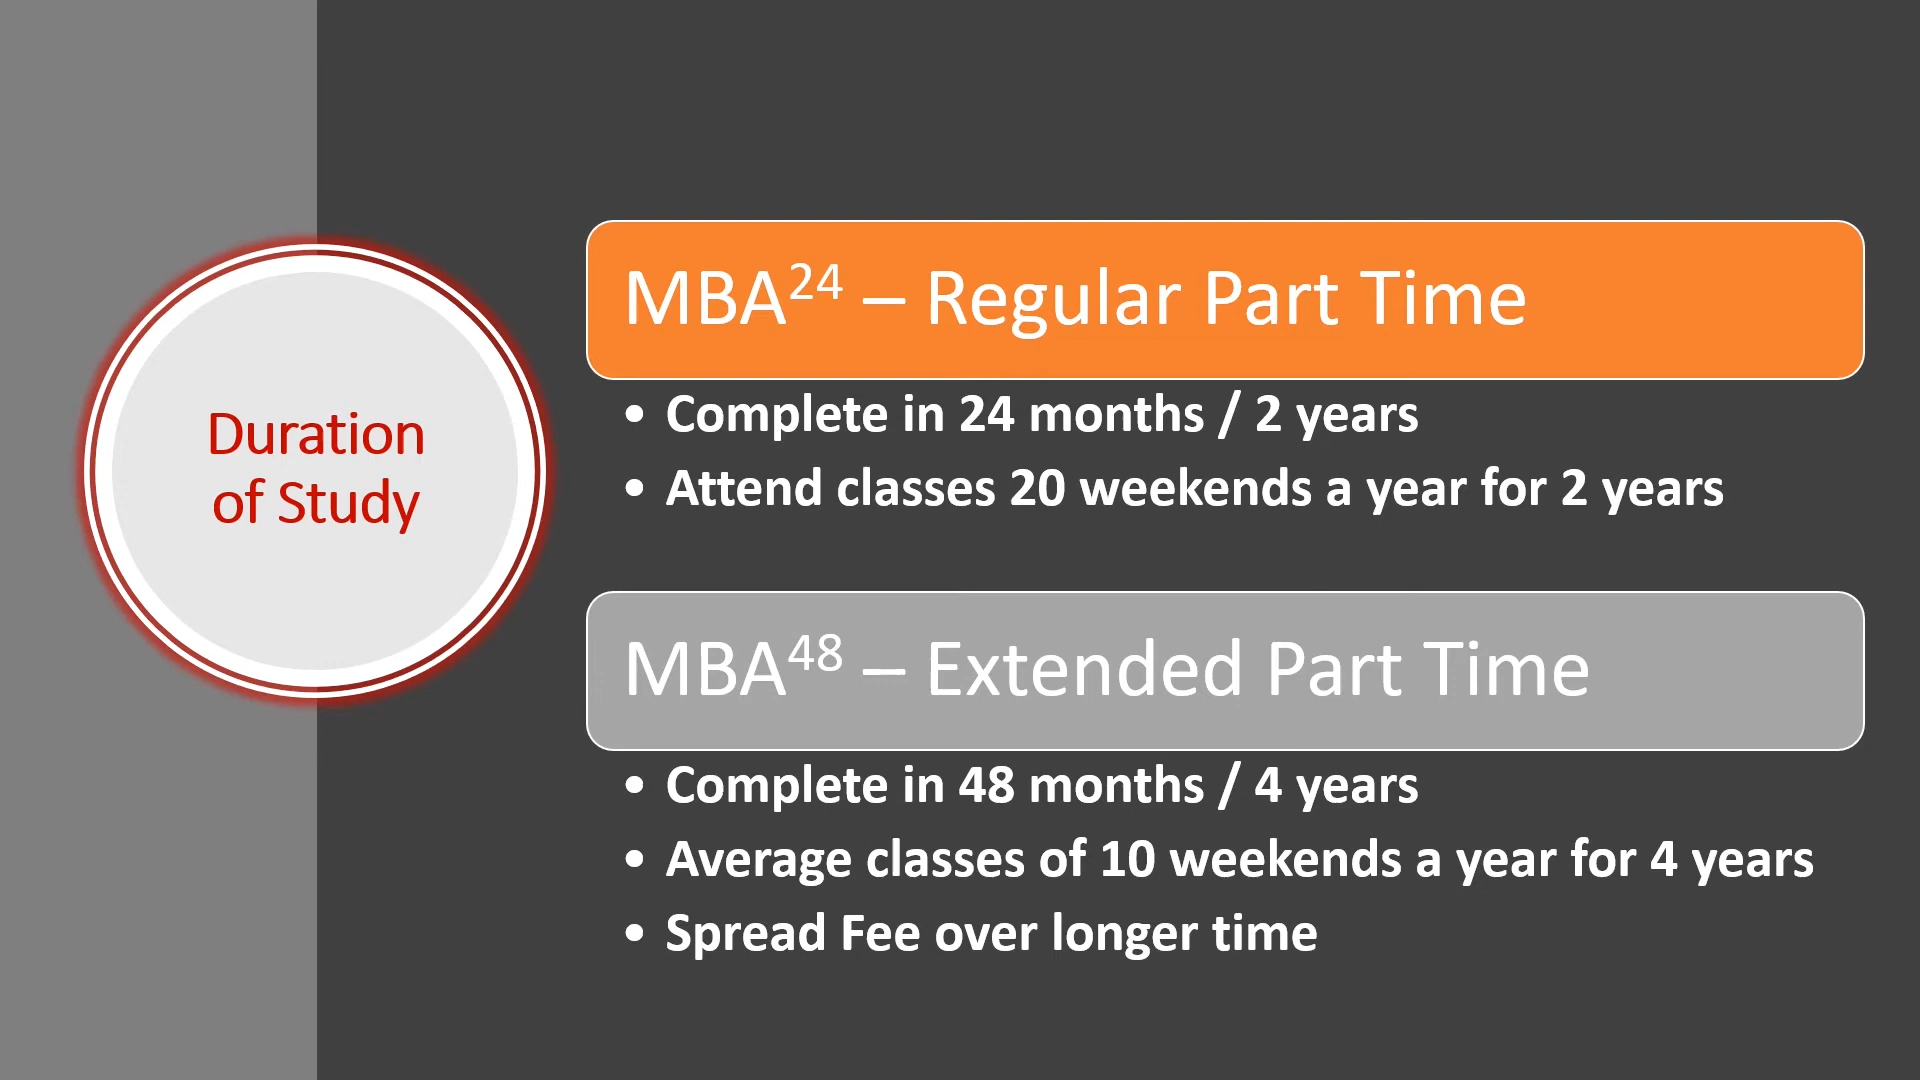 Duration
of Study
MBA²⁴ – Regular Part Time
• Complete in 24 months / 2 years
• Attend classes 20 weekends a year for 2 years
MBA⁴⁸ – Extended Part Time
• Complete in 48 months / 4 years
• Average classes of 10 weekends a year for 4 years
• Spread Fee over longer time